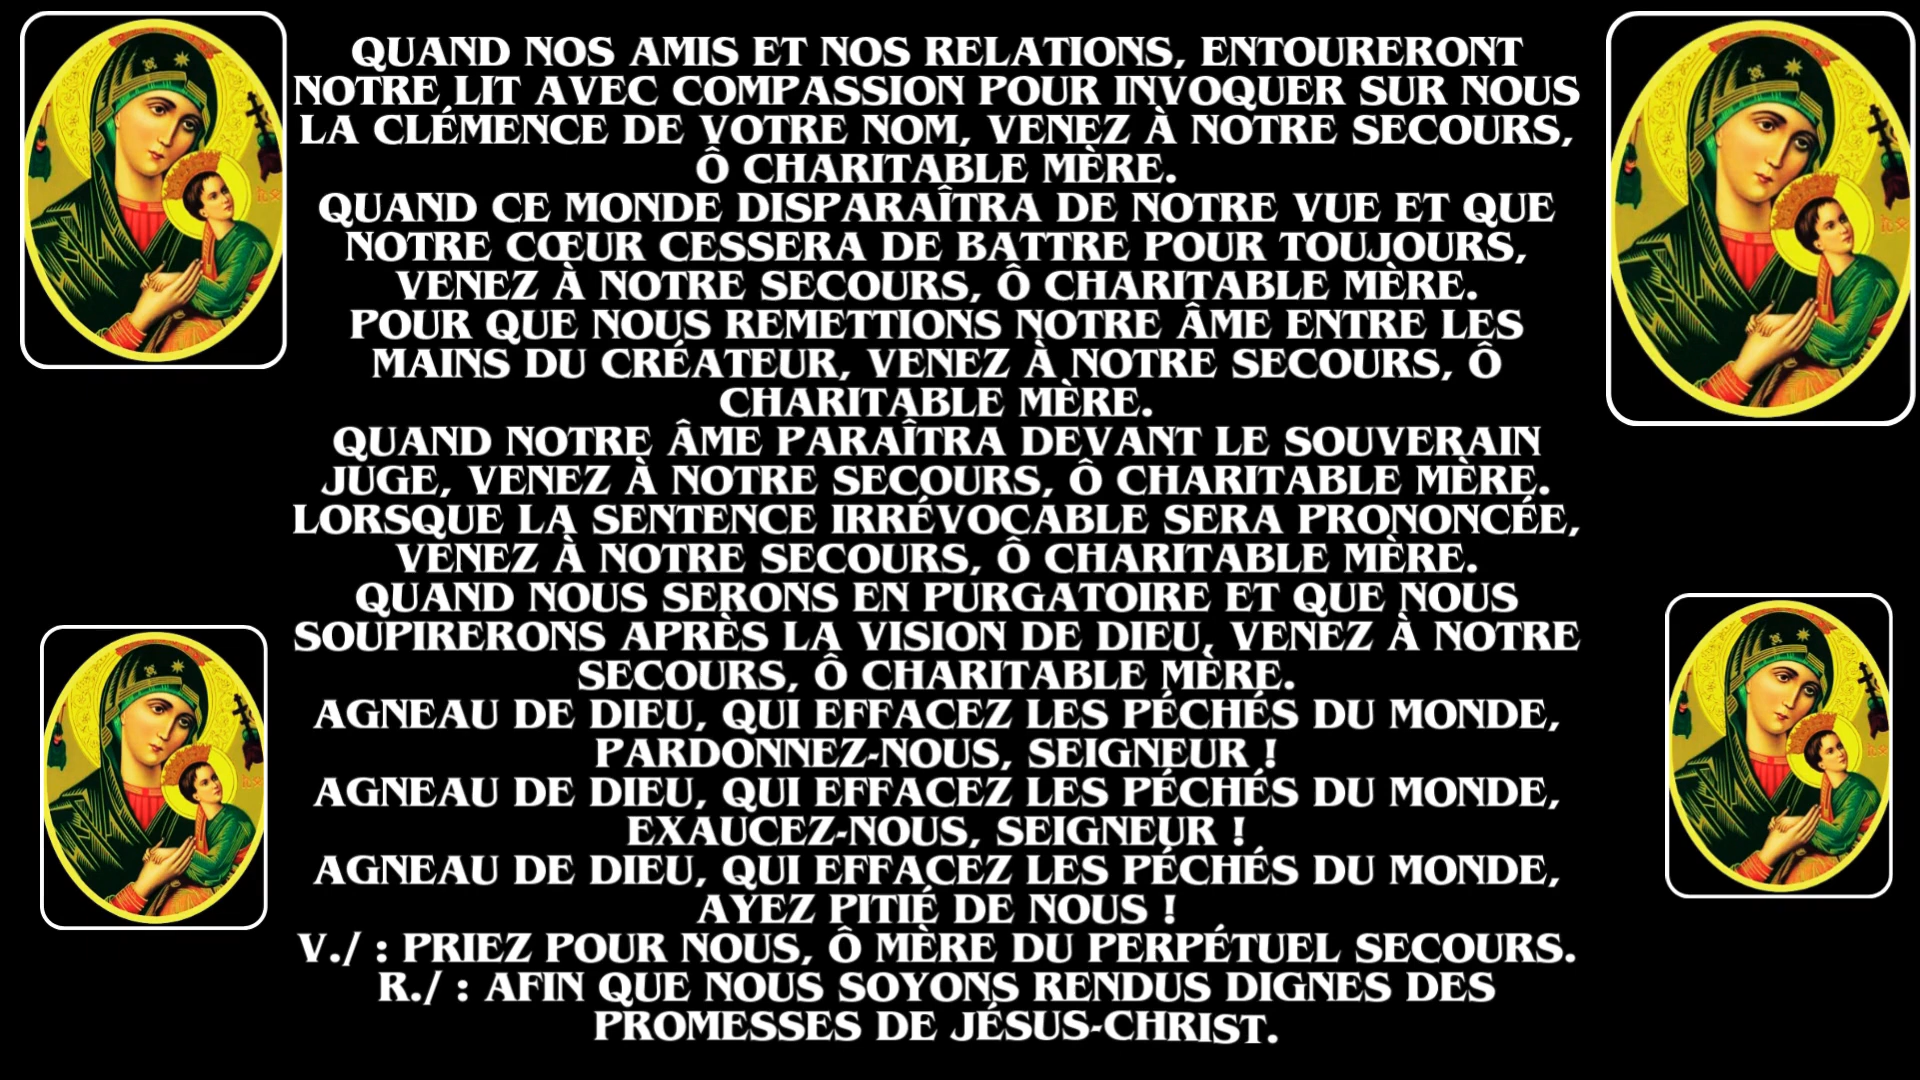 QUAND NOS AMIS ET NOS RELATIONS, ENTOURERONT
NOTRE LIT AVEC COMPASSION POUR INVOQUER SUR NOUS
LA CLÉMENCE DE VOTRE NOM, VENEZ À NOTRE SECOURS,
Ô CHARITABLE MÈRE.
QUAND CE MONDE DISPARAÎTRA DE NOTRE VUE ET QUE
NOTRE CŒUR CESSERA DE BATTRE POUR TOUJOURS,
VENEZ À NOTRE SECOURS, Ô CHARITABLE MÈRE.
POUR QUE NOUS REMETTIONS NOTRE ÂME ENTRE LES
MAINS DU CRÉATEUR, VENEZ À NOTRE SECOURS, Ô
CHARITABLE MÈRE.
QUAND NOTRE ÂME PARAÎTRA DEVANT LE SOUVERAIN
JUGE, VENEZ À NOTRE SECOURS, Ô CHARITABLE MÈRE.
LORSQUE LA SENTENCE IRRÉVOCABLE SERA PRONONCÉE,
VENEZ À NOTRE SECOURS, Ô CHARITABLE MÈRE.
QUAND NOUS SERONS EN PURGATOIRE ET QUE NOUS
SOUPIRERONS APRÈS LA VISION DE DIEU, VENEZ À NOTRE
SECOURS, Ô CHARITABLE MÈRE.
AGNEAU DE DIEU, QUI EFFACEZ LES PÉCHÉS DU MONDE,
PARDONNEZ-NOUS, SEIGNEUR !
AGNEAU DE DIEU, QUI EFFACEZ LES PÉCHÉS DU MONDE,
EXAUCEZ-NOUS, SEIGNEUR !
AGNEAU DE DIEU, QUI EFFACEZ LES PÉCHÉS DU MONDE,
AYEZ PITIÉ DE NOUS !
V./ : PRIEZ POUR NOUS, Ô MÈRE DU PERPÉTUEL SECOURS.
R./ : AFIN QUE NOUS SOYONS RENDUS DIGNES DES
PROMESSES DE JÉSUS-CHRIST.